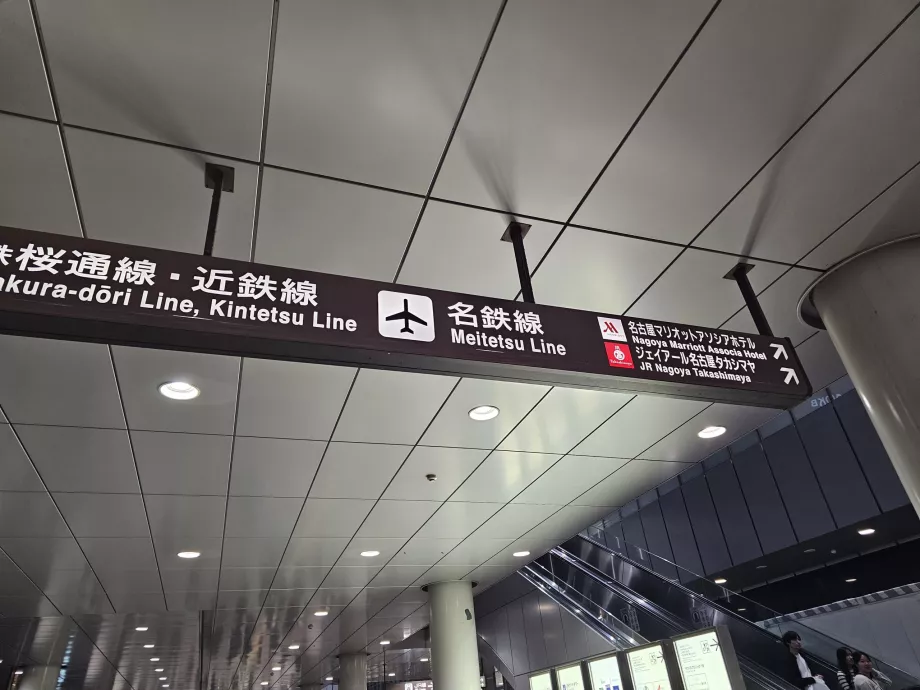 桜通線・近鉄線
akura-dōri Line, Kintetsu Line
名鉄線
Meitetsu Line
名古屋マリオットアソシアホテル
Nagoya Marriott Associa Hotel
ジェイアール名古屋タカシマヤ
JR Nagoya Takashimaya